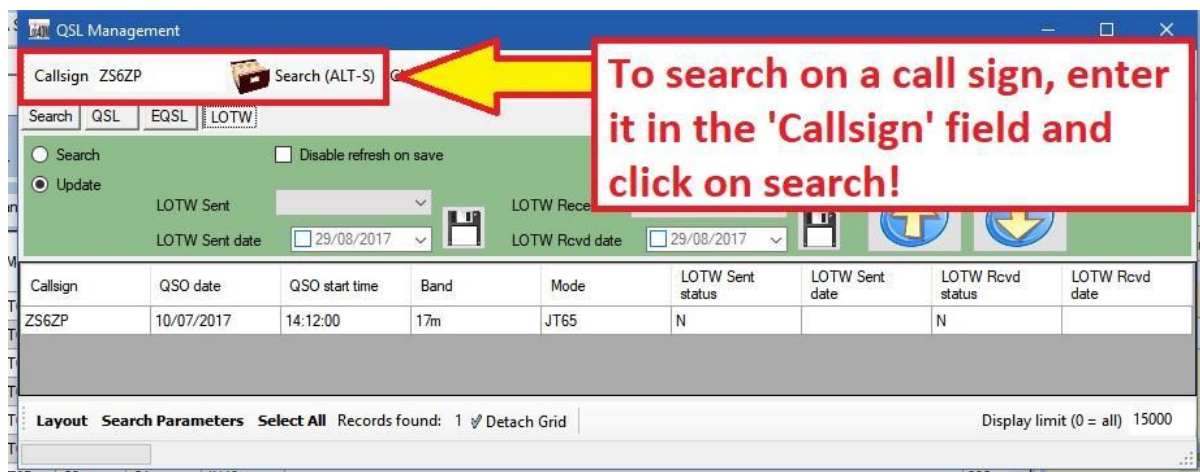 QSL Management
Callsign ZS6ZP Search (ALT-S)
To search on a call sign, enter
it in the 'Callsign' field and
click on search!
Search QSL EQSL LOTW
Search Disable refresh on save
Update
LOTW Sent LOTW Rece
LOTW Sent date 29/08/2017 LOTW Rcvd date 29/08/2017
Callsign QSO date QSO start time Band Mode LOTW Sent status LOTW Sent date LOTW Rcvd status LOTW Rcvd date
ZS6ZP 10/07/2017 14:12:00 17m JT65 N N
Layout Search Parameters Select All Records found: 1 Detach Grid Display limit (0 = all) 15000